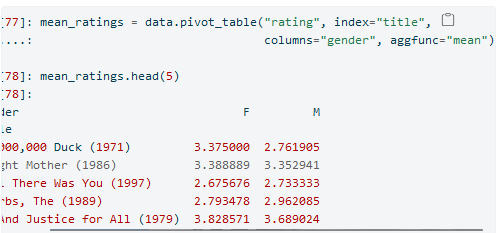 [77]: mean_ratings = data.pivot_table("rating", index="title",
....: columns="gender", aggfunc="mean")
[78]: mean_ratings.head(5)
[78]:
der F M
le
000,000 Duck (1971) 3.375000 2.761905
ght Mother (1986) 3.388889 3.352941
. There Was You (1997) 2.675676 2.733333
rbs, The (1989) 2.793478 2.962085
And Justice for All (1979) 3.828571 3.689024